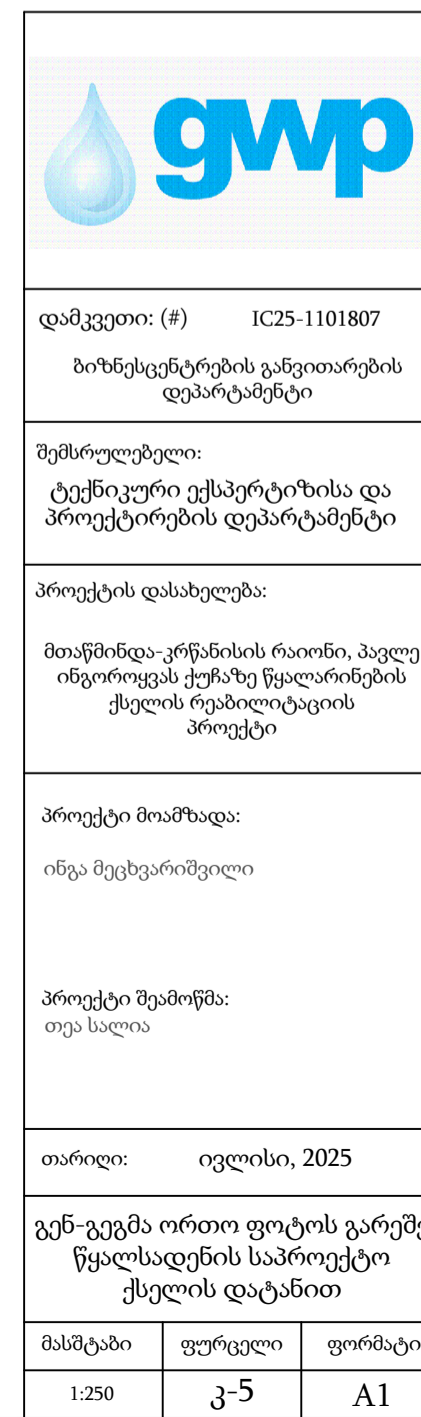 gwp
დამკვეთი: (#) IC25-1101807
ბიზნესცენტრების განვითარების
დეპარტამენტი
შემსრულებელი:
ტექნიკური ექსპერტიზისა და
პროექტირების დეპარტამენტი
პროექტის დასახელება:
მთაწმინდა-კრწანისის რაიონი, პავლე
ინგოროყვას ქუჩაზე წყალარინების
ქსელის რეაბილიტაციის
პროექტი
პროექტი მოამზადა:
ინგა მეცხვარიშვილი
პროექტი შეამოწმა:
თეა სალია
თარიღი: ივლისი, 2025
გენ-გეგმა ორთო ფოტოს გარეშე
წყალსადენის საპროექტო
ქსელის დატანით
მასშტაბი ფურცელი ფორმატი
1:250 კ-5 A1